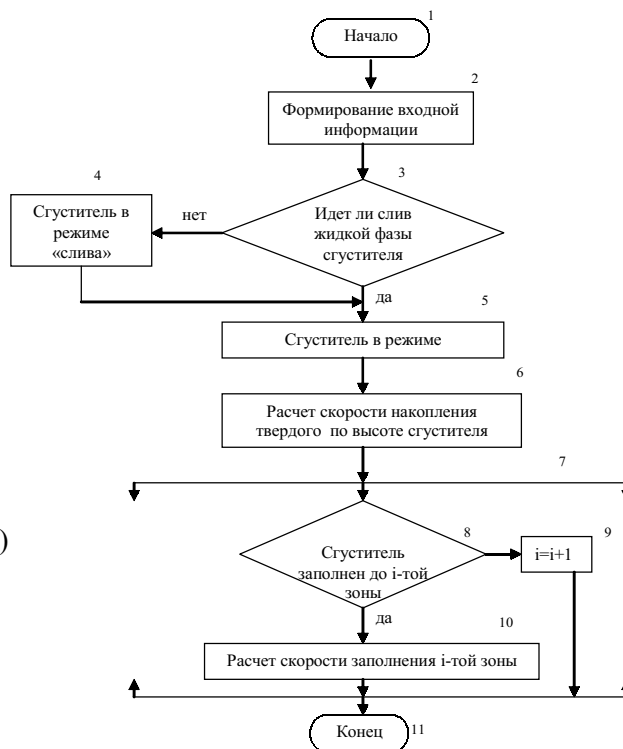 1
Начало
2
Формирование входной
информации
3
4
Сгуститель в
режиме
«слива»
нет
Идет ли слив
жидкой фазы
сгустителя
да
5
Сгуститель в режиме
6
Расчет скорости накопления
твердого по высоте сгустителя
7
)
8
Сгуститель
заполнен до i-той
зоны
9
i=i+1
да
10
Расчет скорости заполнения i-той зоны
Конец
11